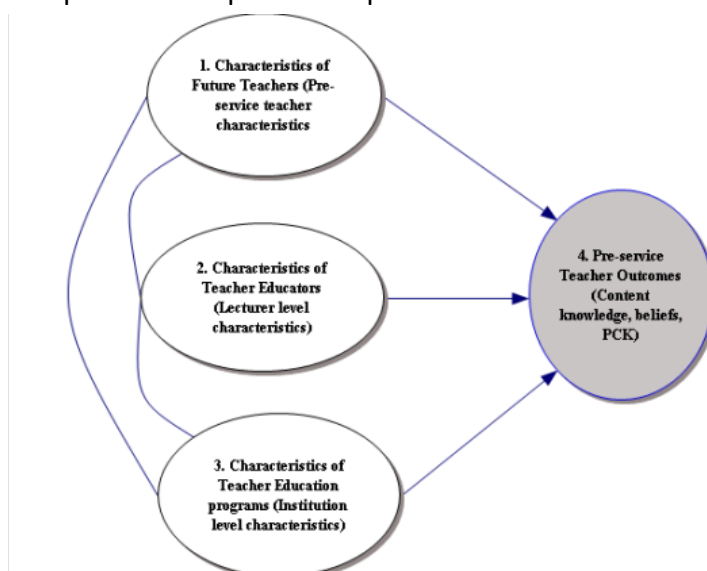 1. Characteristics of
Future Teachers (Pre-
service teacher
characteristics
2. Characteristics of
Teacher Educators
(Lecturer level
characteristics)
3. Characteristics of
Teacher Education
programs (Institution
level characteristics)
4. Pre-service
Teacher Outcomes
(Content
knowledge, beliefs,
PCK)